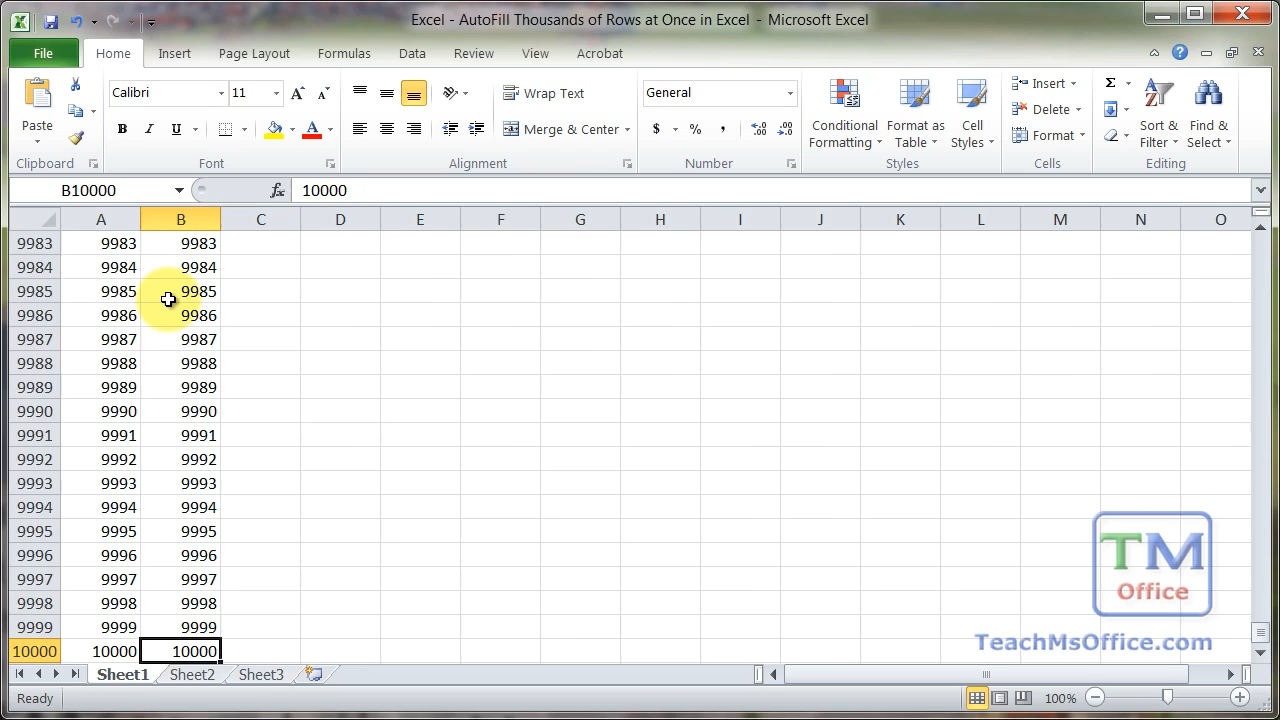 Excel - AutoFill Thousands of Rows at Once in Excel - Microsoft Excel
File Home Insert Page Layout Formulas Data Review View Acrobat
Calibri 11 Wrap Text General Insert
Paste Merge & Center Conditional Formatting Format as Table Cell Styles Delete Sort & Filter Find & Select
Format
Clipboard Font Alignment Number Styles Cells Editing
B10000 fx 10000
A B C D E F G H I J K L M N O
9983 9983 9983
9984 9984 9984
9985 9985 9985
9986 9986 9986
9987 9987 9987
9988 9988 9988
9989 9989 9989
9990 9990 9990
9991 9991 9991
9992 9992 9992
9993 9993 9993
9994 9994 9994
9995 9995 9995
9996 9996 9996
9997 9997 9997
9998 9998 9998
9999 9999 9999
10000 10000 10000
TM
Office
TeachMsOffice.com
Sheet1 Sheet2 Sheet3
Ready 100%